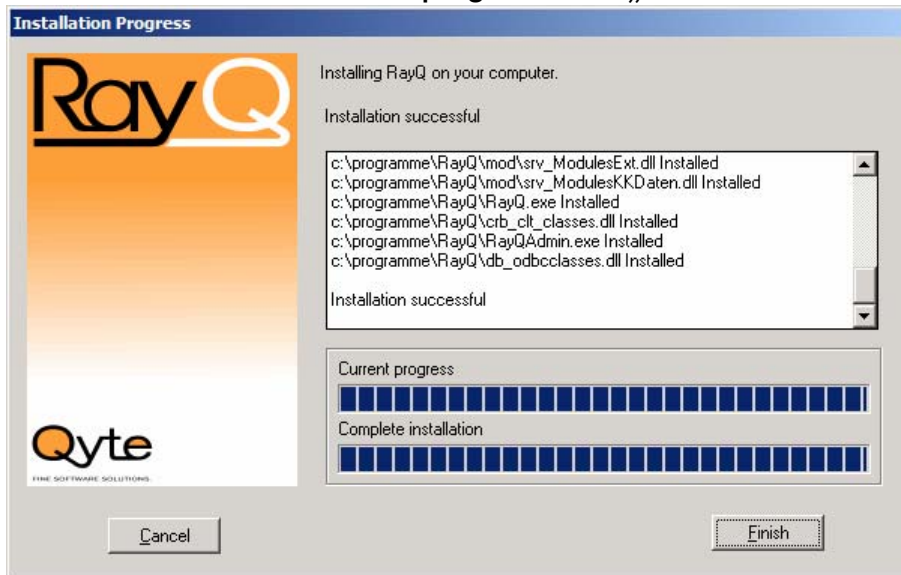 Installation Progress
RayQ
Installing RayQ on your computer.
Installation successful
c:\programme\RayQ\mod\srv_ModulesExt.dll Installed
c:\programme\RayQ\mod\srv_ModulesKKDaten.dll Installed
c:\programme\RayQ\RayQ.exe Installed
c:\programme\RayQ\crb_clt_classes.dll Installed
c:\programme\RayQ\RayQAdmin.exe Installed
c:\programme\RayQ\db_odbcclasses.dll Installed
Installation successful
Current progress
Complete installation
Qyte
FINE SOFTWARE SOLUTIONS
Cancel
Finish